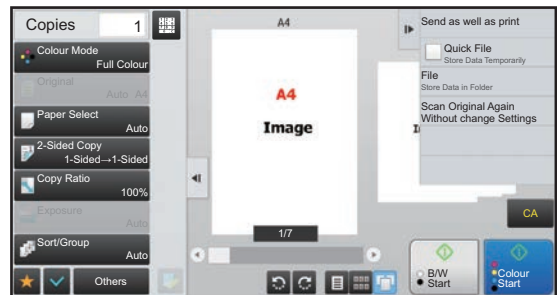 Copies 1
Colour Mode
Full Colour
Original
Auto A4
Paper Select
Auto
2-Sided Copy
1-Sided→1-Sided
Copy Ratio
100%
Exposure
Auto
Sort/Group
Auto
Others
A4
A4
Image
I
1/7
Send as well as print
Quick File
Store Data Temporarily
File
Store Data in Folder
Scan Original Again
Without change Settings
CA
B/W
Start
Colour
Start